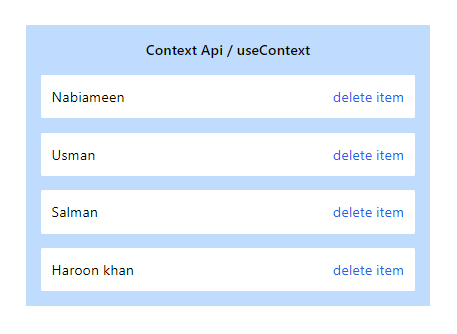 Context Api / useContext
Nabiameen delete item
Usman delete item
Salman delete item
Haroon khan delete item